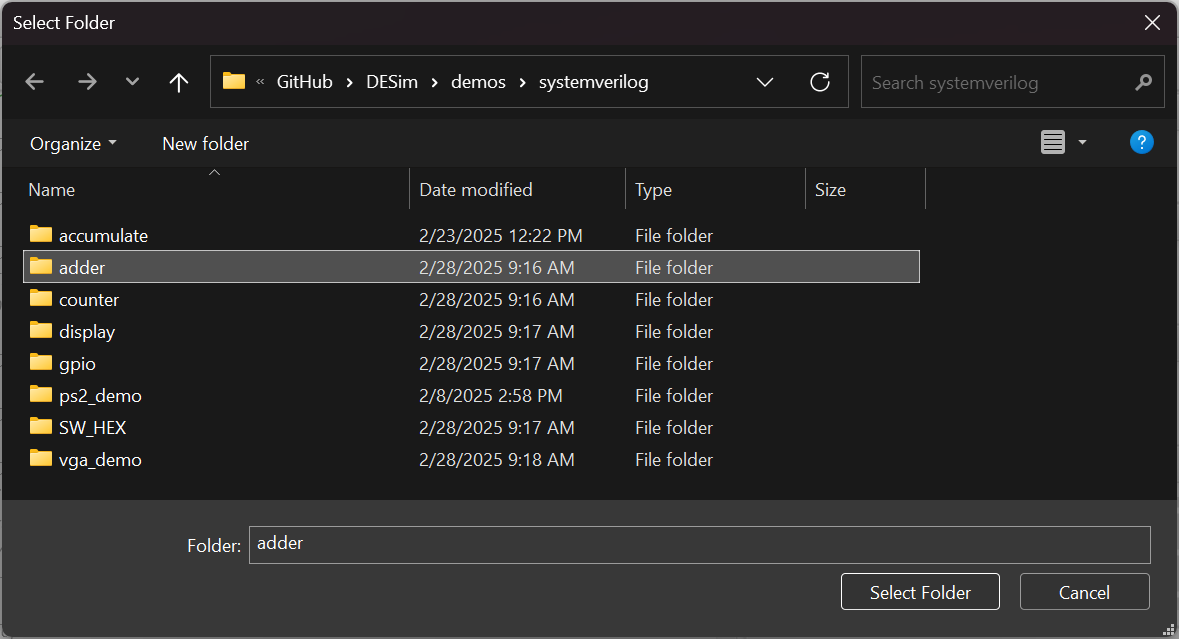 Select Folder
« GitHub > DESim > demos > systemverilog
Search systemverilog
Organize New folder
?
Name Date modified Type Size
accumulate 2/23/2025 12:22 PM File folder
adder 2/28/2025 9:16 AM File folder
counter 2/28/2025 9:16 AM File folder
display 2/28/2025 9:17 AM File folder
gpio 2/28/2025 9:17 AM File folder
ps2_demo 2/8/2025 2:58 PM File folder
SW_HEX 2/28/2025 9:17 AM File folder
vga_demo 2/28/2025 9:18 AM File folder
Folder: adder
Select Folder Cancel